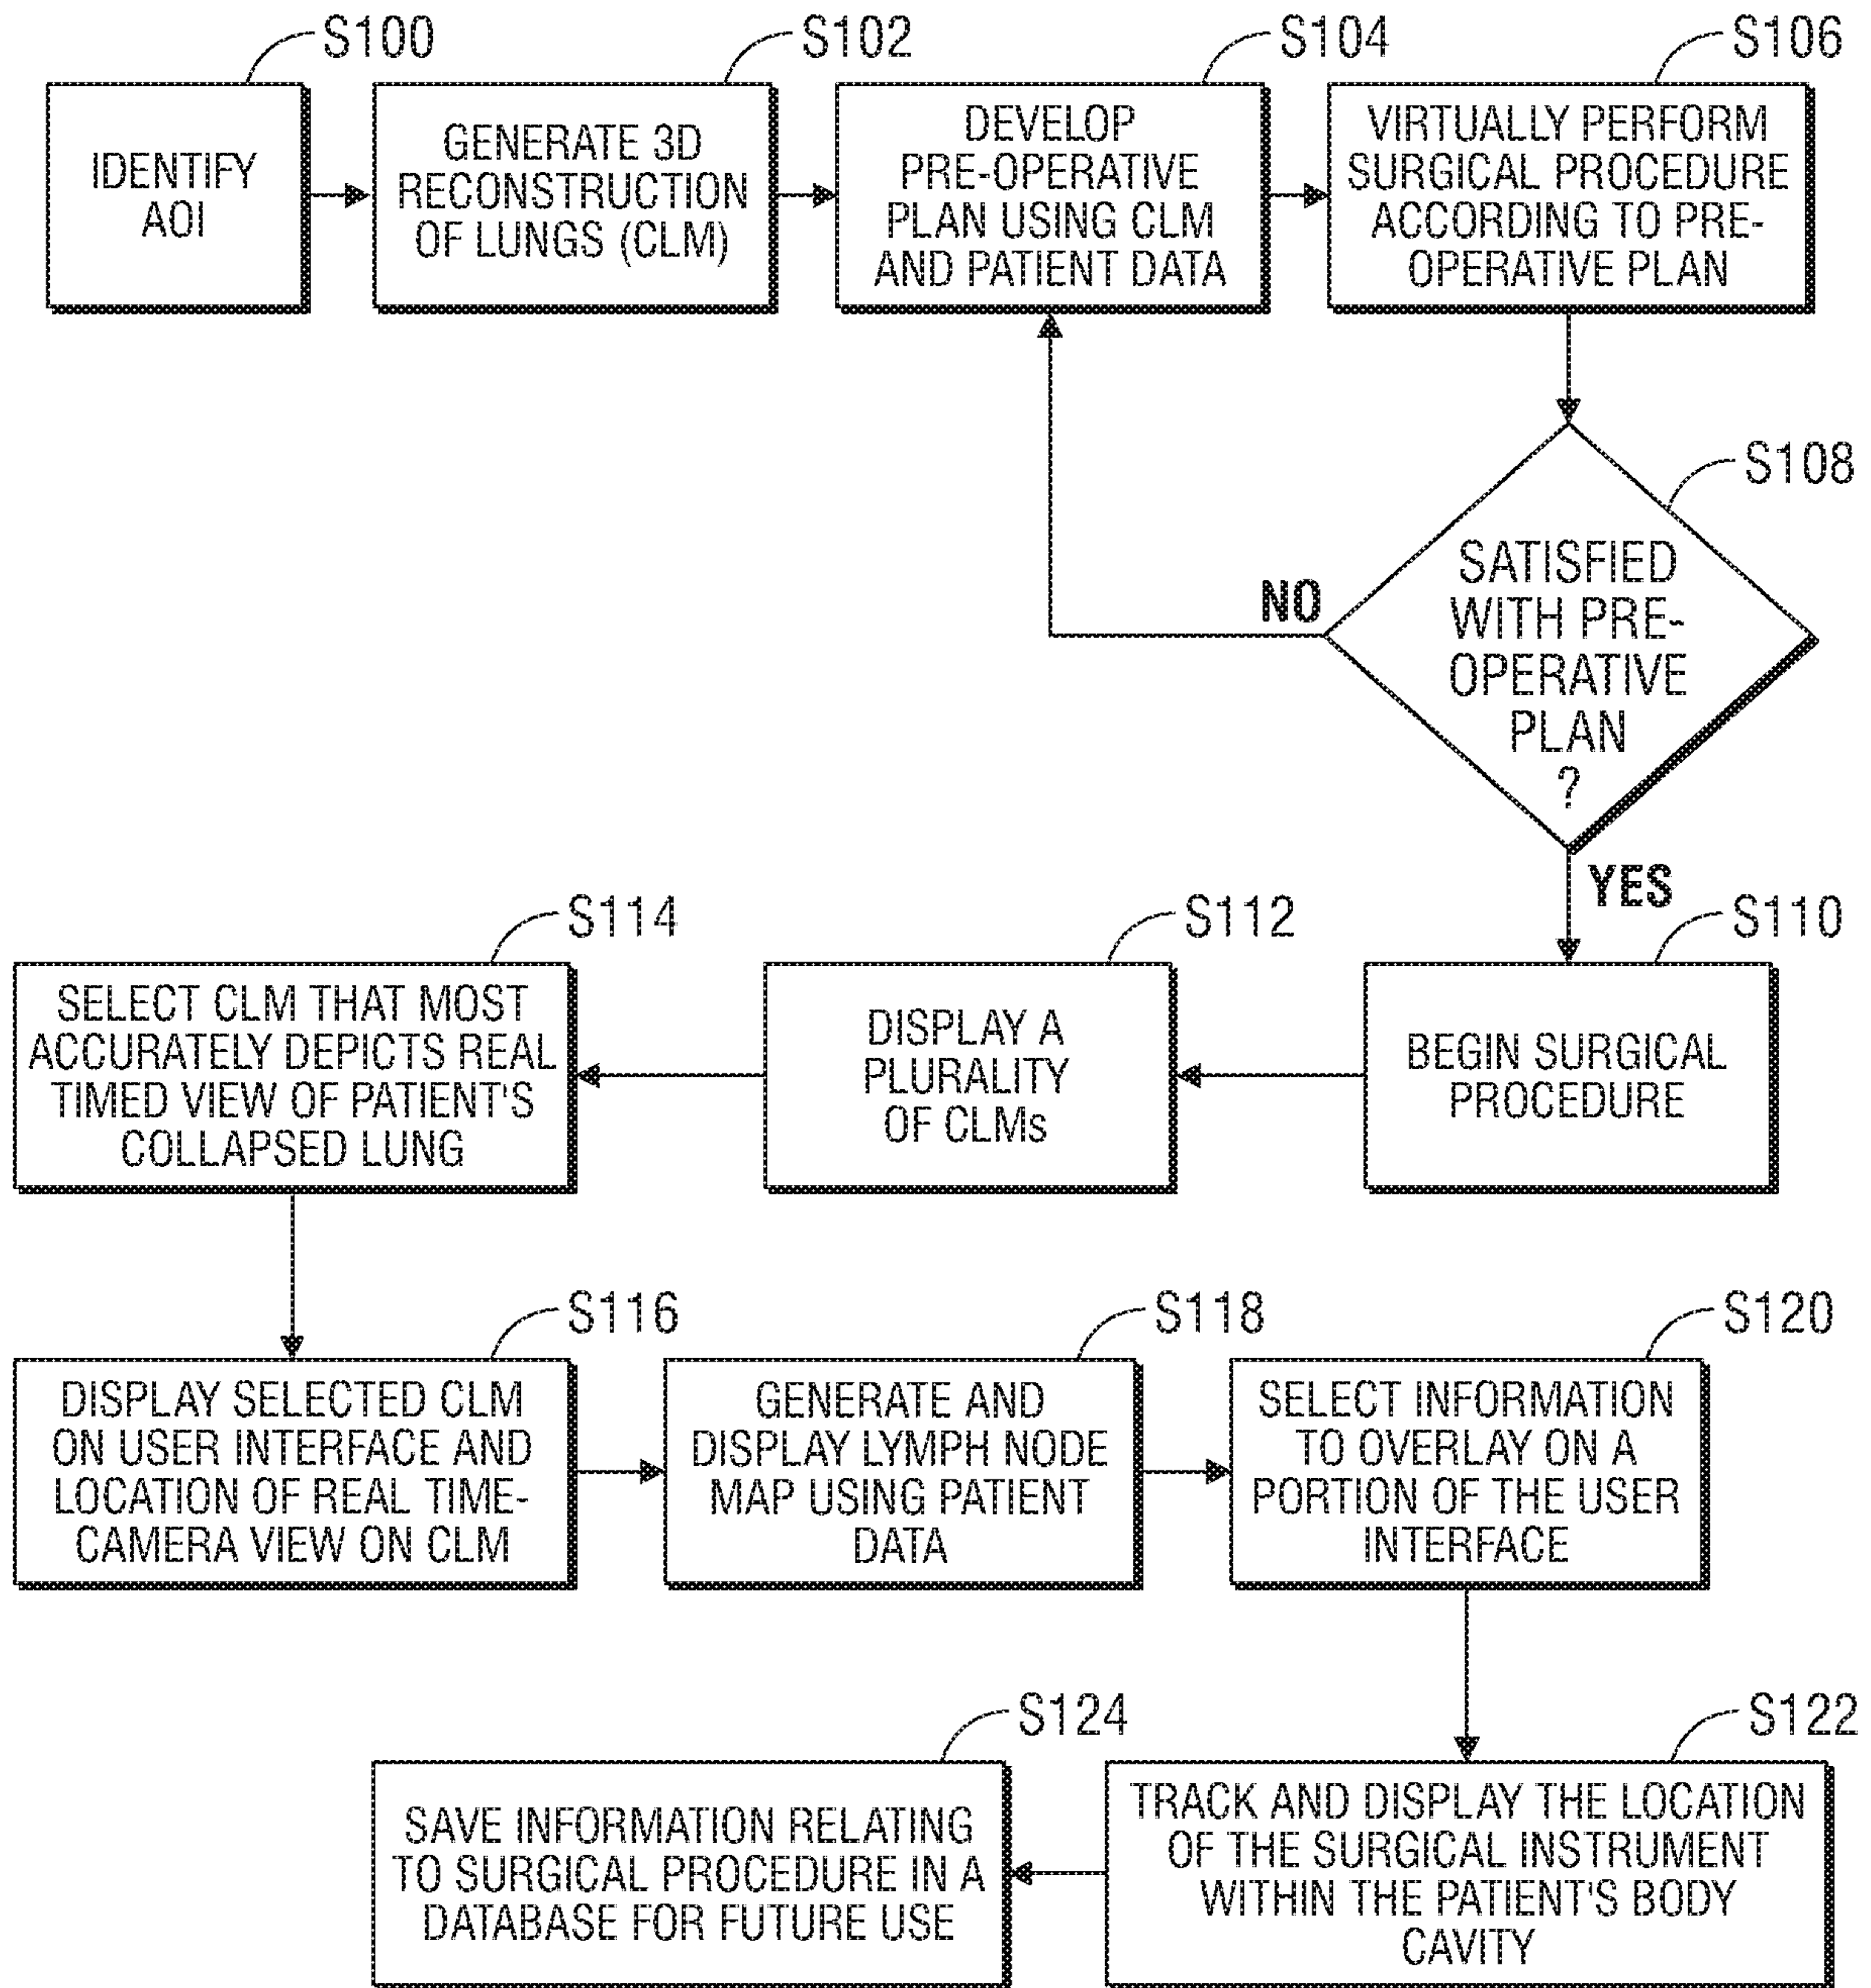 S100
IDENTIFY
AOI
S102
GENERATE 3D
RECONSTRUCTION
OF LUNGS (CLM)
S104
DEVELOP
PRE-OPERATIVE
PLAN USING CLM
AND PATIENT DATA
S106
VIRTUALLY PERFORM
SURGICAL PROCEDURE
ACCORDING TO PRE-
OPERATIVE PLAN
S108
SATISFIED
WITH PRE-
OPERATIVE
PLAN
?
NO
YES
S110
BEGIN SURGICAL
PROCEDURE
S112
DISPLAY A
PLURALITY
OF CLMs
S114
SELECT CLM THAT MOST
ACCURATELY DEPICTS REAL
TIMED VIEW OF PATIENT'S
COLLAPSED LUNG
S116
DISPLAY SELECTED CLM
ON USER INTERFACE AND
LOCATION OF REAL TIME-
CAMERA VIEW ON CLM
S118
GENERATE AND
DISPLAY LYMPH NODE
MAP USING PATIENT
DATA
S120
SELECT INFORMATION
TO OVERLAY ON A
PORTION OF THE USER
INTERFACE
S122
TRACK AND DISPLAY THE LOCATION
OF THE SURGICAL INSTRUMENT
WITHIN THE PATIENT'S BODY
CAVITY
S124
SAVE INFORMATION RELATING
TO SURGICAL PROCEDURE IN A
DATABASE FOR FUTURE USE